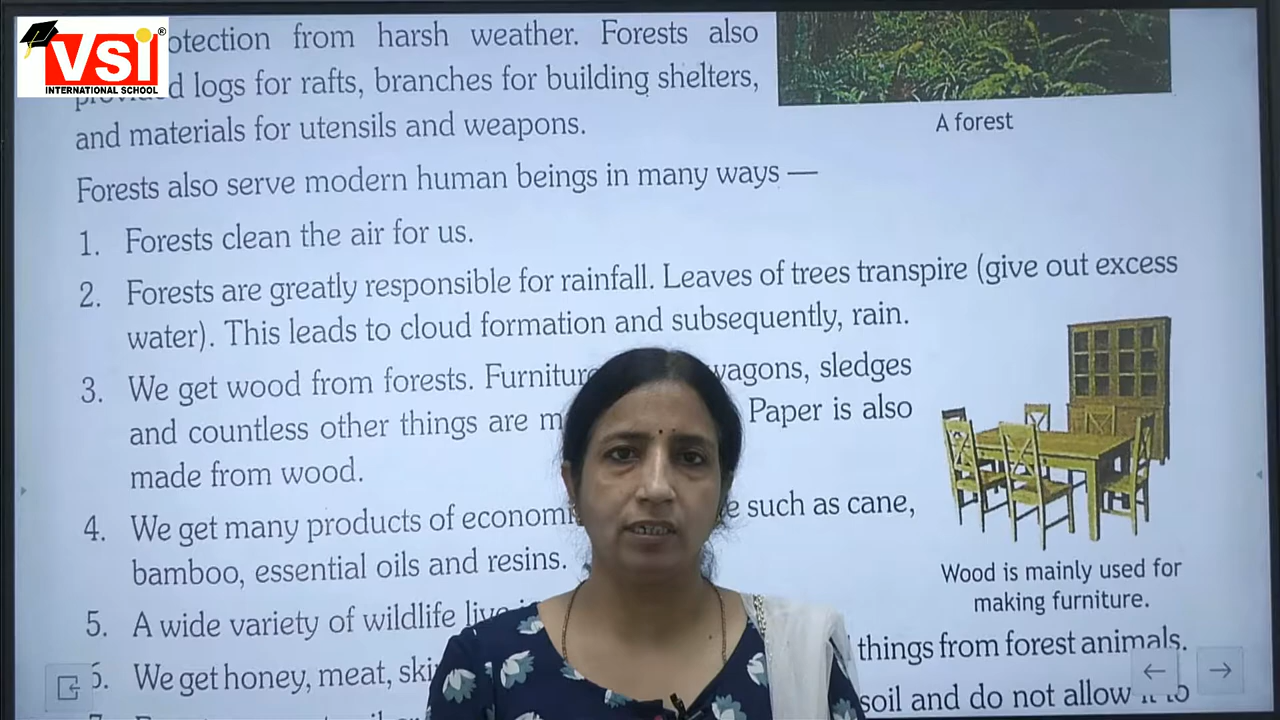 VSI®
INTERNATIONAL SCHOOL
otection from harsh weather. Forests also
d logs for rafts, branches for building shelters,
and materials for utensils and weapons.
A forest
Forests also serve modern human beings in many ways —
1. Forests clean the air for us.
2. Forests are greatly responsible for rainfall. Leaves of trees transpire (give out excess
water). This leads to cloud formation and subsequently, rain.
3. We get wood from forests. Furniture wagons, sledges
and countless other things are m Paper is also
made from wood.
4. We get many products of econom e such as cane,
bamboo, essential oils and resins.
Wood is mainly used for
making furniture.
5. A wide variety of wildlife live
6. We get honey, meat, ski things from forest animals.
soil and do not allow it to